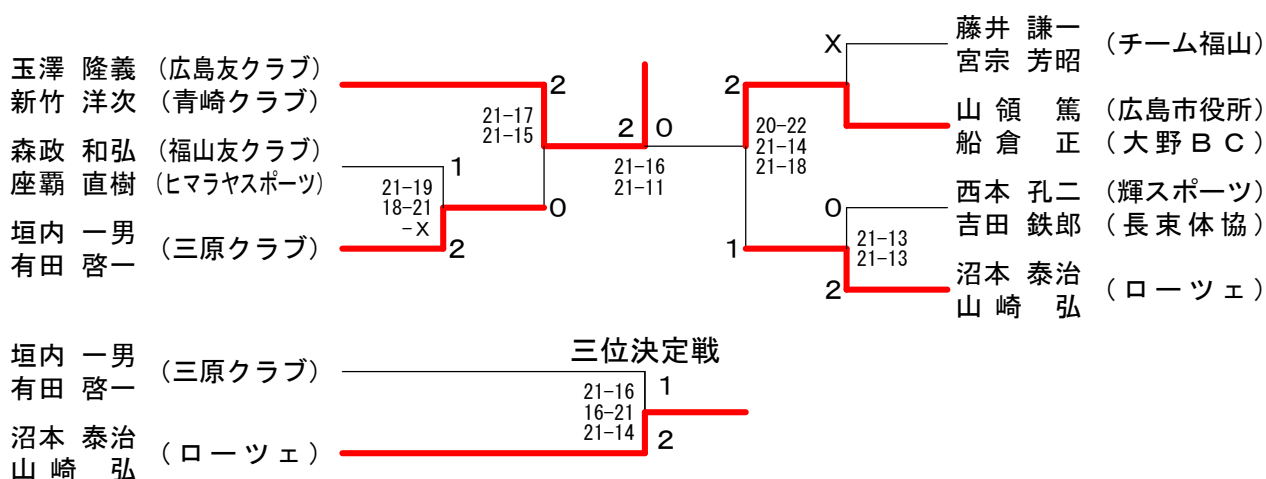 玉澤 隆義 (広島友クラブ)
新竹 洋次 (青崎クラブ)
森政 和弘 (福山友クラブ)
座覇 直樹 (ヒマラヤスポーツ)
垣内 一男
有田 啓一
(三原クラブ)
2
21-17
21-15
1
21-19
18-21
-X
0
2
2 0
21-16
21-11
2
20-22
21-14
21-18
1
X
0
21-13
21-13
2
藤井 謙一
宮宗 芳昭
(チーム福山)
山領 篤 (広島市役所)
船倉 正 (大野BC)
西本 孔二 (輝スポーツ)
吉田 鉄郎 (長束体協)
沼本 泰治
山崎 弘
(ローツェ)
三位決定戦
垣内 一男
有田 啓一
(三原クラブ)
沼本 泰治
山崎 弘
(ローツェ)
21-16
16-21
21-14
1
2